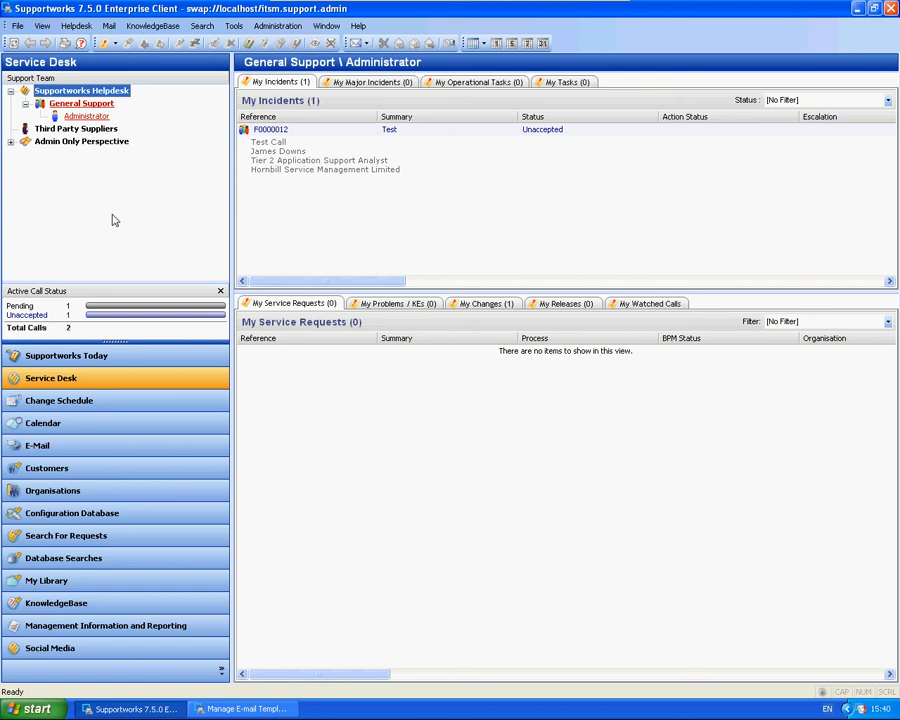 Supportworks 7.5.0 Enterprise Client - swap://localhost/itsm.support.admin
File View Helpdesk Mail KnowledgeBase Search Tools Administration Window Help
Service Desk
General Support \ Administrator
Support Team
Supportworks Helpdesk
General Support
Administrator
Third Party Suppliers
Admin Only Perspective
My Incidents (1) My Major Incidents (0) My Operational Tasks (0) My Tasks (0)
My Incidents (1) Status : [No Filter]
Reference Summary Status Action Status Escalation
F0000012 Test Unaccepted
Test Call
James Downs
Tier 2 Application Support Analyst
Hornbill Service Management Limited
Active Call Status
Pending 1
Unaccepted 1
Total Calls 2
My Service Requests (0) My Problems / KEs (0) My Changes (1) My Releases (0) My Watched Calls
My Service Requests (0) Filter: [No Filter]
Reference Summary Process BPM Status Organisation
There are no items to show in this view.
Supportworks Today
Service Desk
Change Schedule
Calendar
E-Mail
Customers
Organisations
Configuration Database
Search For Requests
Database Searches
My Library
KnowledgeBase
Management Information and Reporting
Social Media
Ready
CAP NUM SCRL
start Supportworks 7.5.0 E... Manage E-mail Templ... EN 15:40